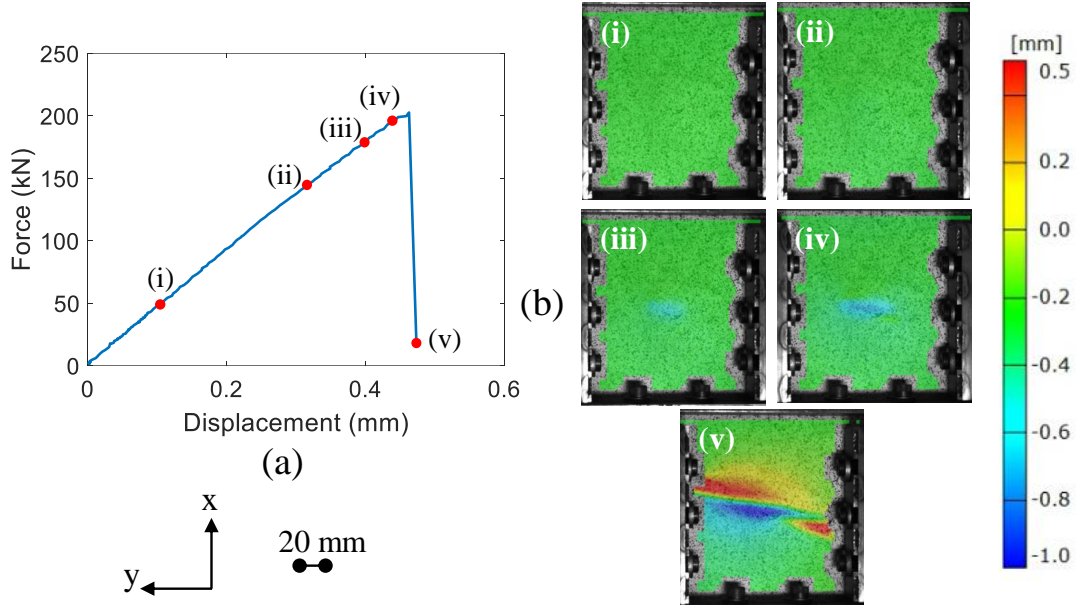 250
200
150
100
50
0
Force (kN)
(i)
(ii)
(iii)
(iv)
(v)
0
0.2
0.4
0.6
Displacement (mm)
(a)
x
y
20 mm
(b)
(i)
(ii)
(iii)
(iv)
(v)
[mm]
0.5
0.2
0.0
-0.2
-0.4
-0.6
-0.8
-1.0